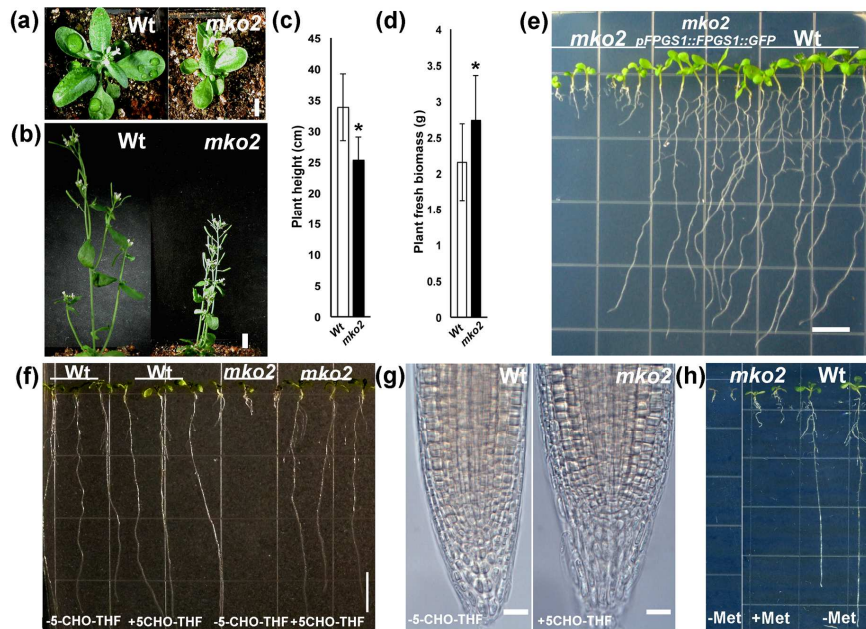 (a)
Wt
mko2
(b)
Wt
mko2
(c)
45
40
35
30
25
20
15
10
5
0
Plant height (cm)
*
Wt
mko2
(d)
4
3.5
3
2.5
2
1.5
1
0.5
0
Plant fresh biomass (g)
*
Wt
mko2
(e)
mko2
mko2
pFPGS1::FPGS1::GFP
Wt
(f)
Wt
Wt
mko2
mko2
-5-CHO-THF
+5CHO-THF
-5-CHO-THF
+5CHO-THF
(g)
Wt
mko2
-5-CHO-THF
+5CHO-THF
(h)
mko2
Wt
-Met
+Met
-Met